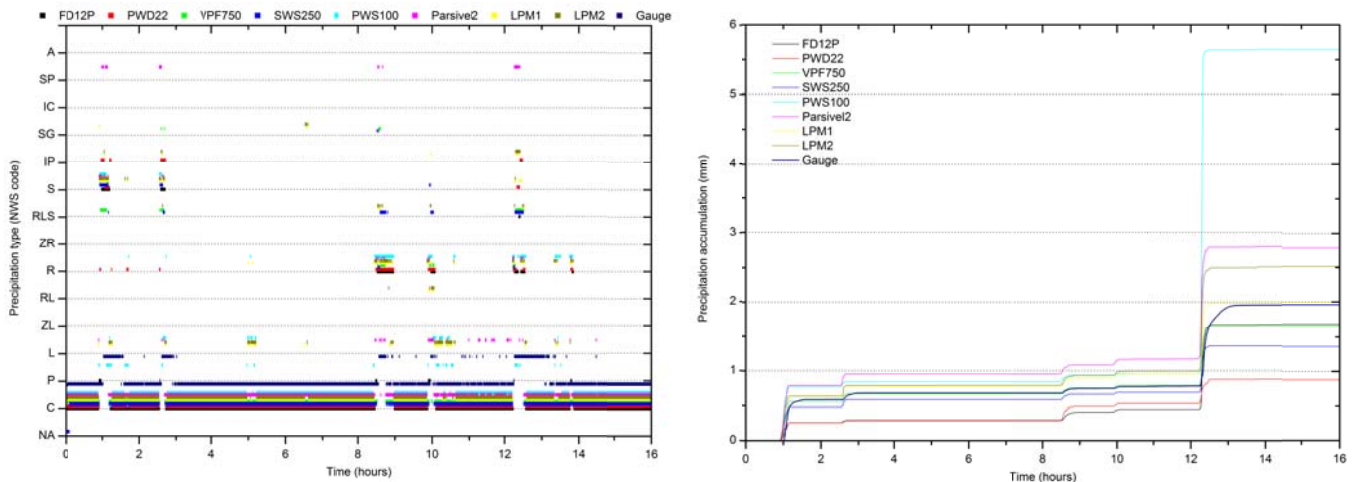 FD12P PWD22 VPF750 SWS250 PWS100 Parsive2 LPM1 LPM2 Gauge
Precipitation type (NWS code)
A
SP
IC
SG
IP
S
RLS
ZR
R
RL
ZL
L
P
C
NA
0 2 4 6 8 10 12 14 16
Time (hours)
Precipitation accumulation (mm)
6
5
4
3
2
1
0
FD12P
PWD22
VPF750
SWS250
PWS100
Parsivel2
LPM1
LPM2
Gauge
0 2 4 6 8 10 12 14 16
Time (hours)